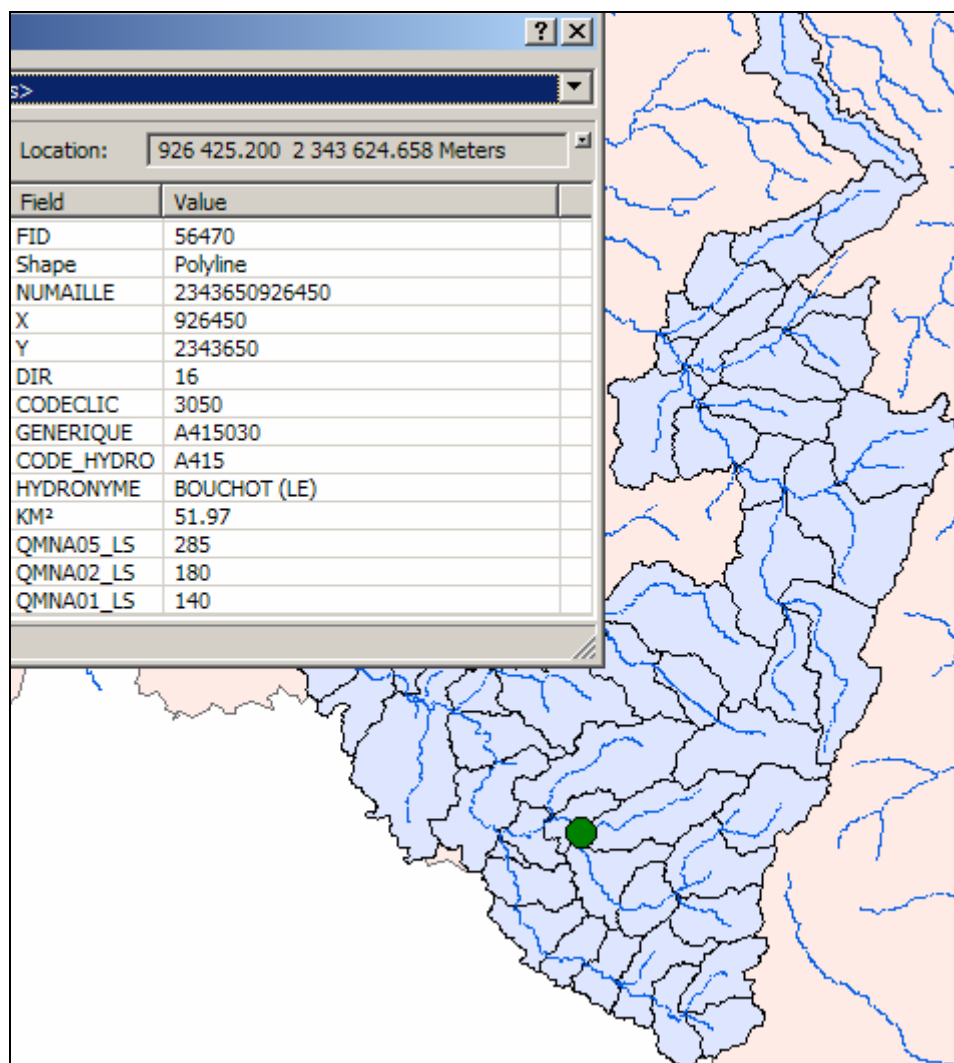 s>
Location: 926 425.200 2 343 624.658 Meters
Field Value
FID 56470
Shape Polyline
NUMAILLE 2343650926450
X 926450
Y 2343650
DIR 16
CODECLIC 3050
GENERIQUE A415030
CODE_HYDRO A415
HYDRONYME BOUCHOT (LE)
KM² 51.97
QMNA05_LS 285
QMNA02_LS 180
QMNA01_LS 140